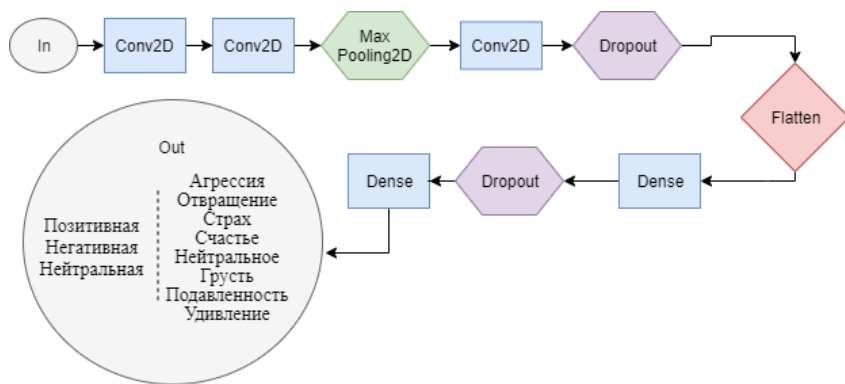 In
Conv2D
Conv2D
Max
Pooling2D
Conv2D
Dropout
Flatten
Dense
Dropout
Dense
Out
Позитивная
Негативная
Нейтральная
Агрессия
Отвращение
Страх
Счастье
Нейтральное
Грусть
Подавленность
Удивление